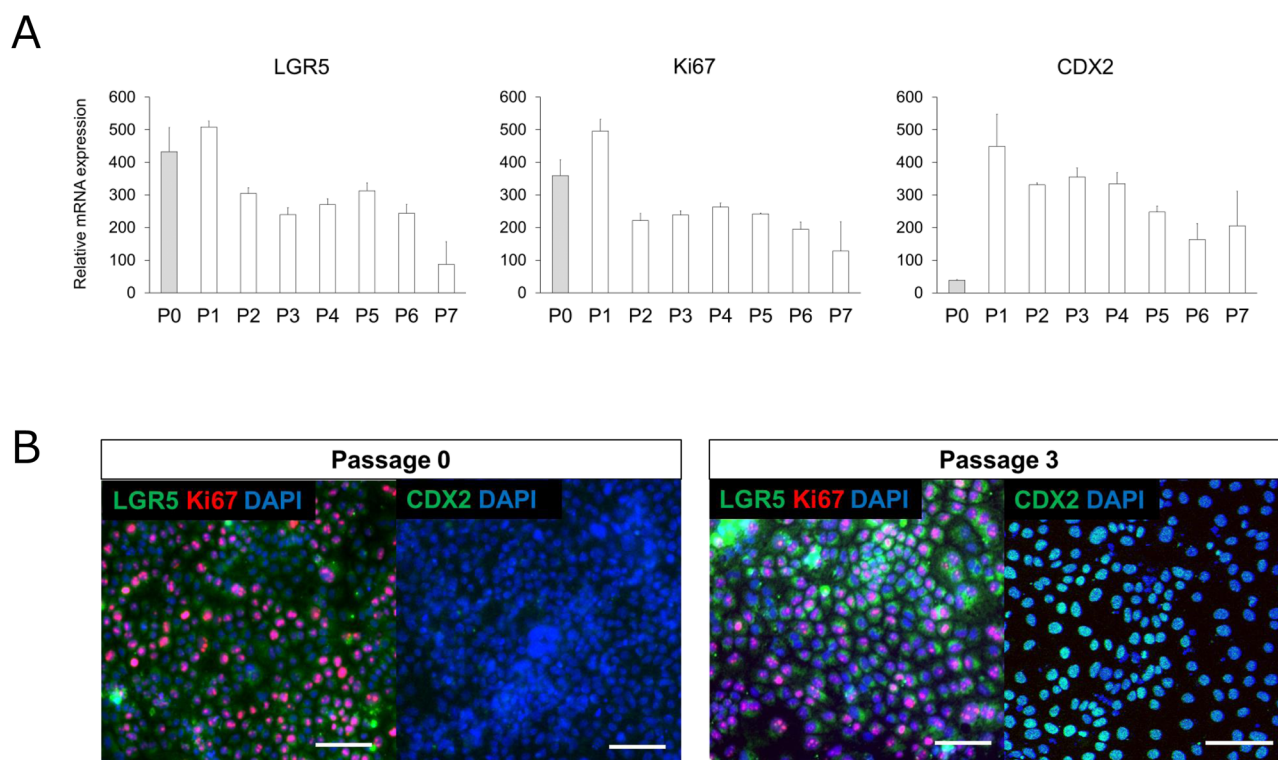 A
LGR5
Ki67
CDX2
Relative mRNA expression
600
500
400
300
200
100
0
P0 P1 P2 P3 P4 P5 P6 P7
600
500
400
300
200
100
0
P0 P1 P2 P3 P4 P5 P6 P7
600
500
400
300
200
100
0
P0 P1 P2 P3 P4 P5 P6 P7
B
Passage 0
LGR5 Ki67 DAPI
CDX2 DAPI
Passage 3
LGR5 Ki67 DAPI
CDX2 DAPI